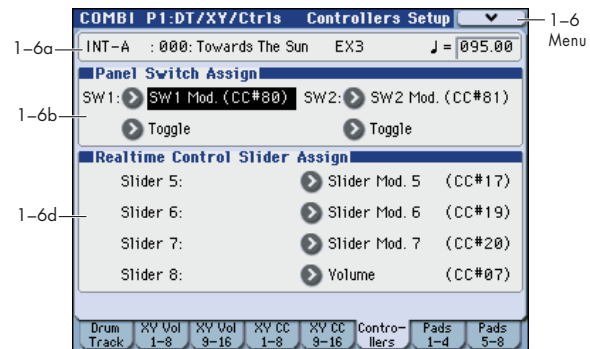 COMBI P1:DT/XY/Ctrls Controllers Setup
1–6
Menu
1–6a
INT-A :000: Towards The Sun EX3 ♩= 095.00
Panel Switch Assign
SW1: SW1 Mod. (CC#80) SW2: SW2 Mod. (CC#81)
1–6b
Toggle Toggle
Realtime Control Slider Assign
Slider 5: Slider Mod. 5 (CC#17)
Slider 6: Slider Mod. 6 (CC#19)
1–6d
Slider 7: Slider Mod. 7 (CC#20)
Slider 8: Volume (CC#07)
Drum Track XY Vol 1-8 XY Vol 9-16 XY CC 1-8 XY CC 9-16 Contro-llers Pads 1-4 Pads 5-8